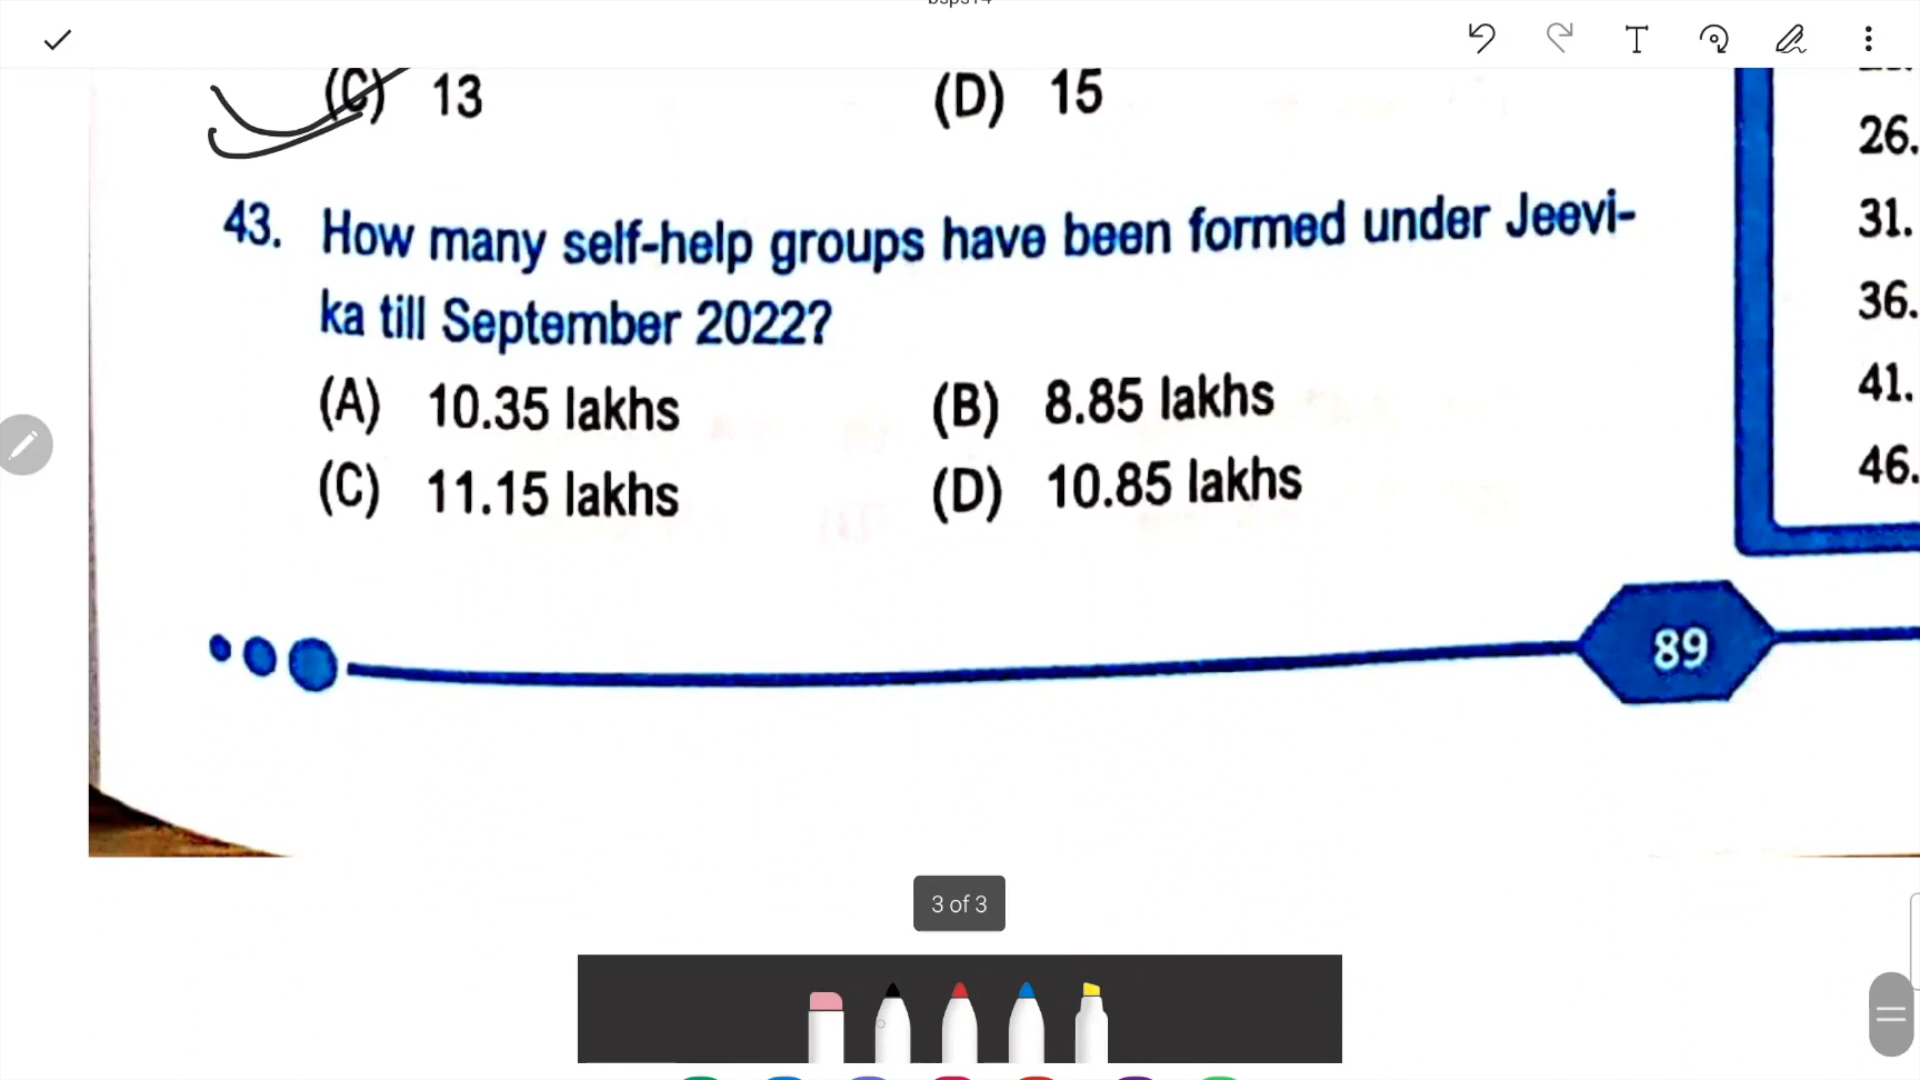 (C) 13 (D) 15
43. How many self-help groups have been formed under Jeevi-
ka till September 2022?
(A) 10.35 lakhs (B) 8.85 lakhs
(C) 11.15 lakhs (D) 10.85 lakhs
26.
31.
36.
41.
46.
89
3 of 3